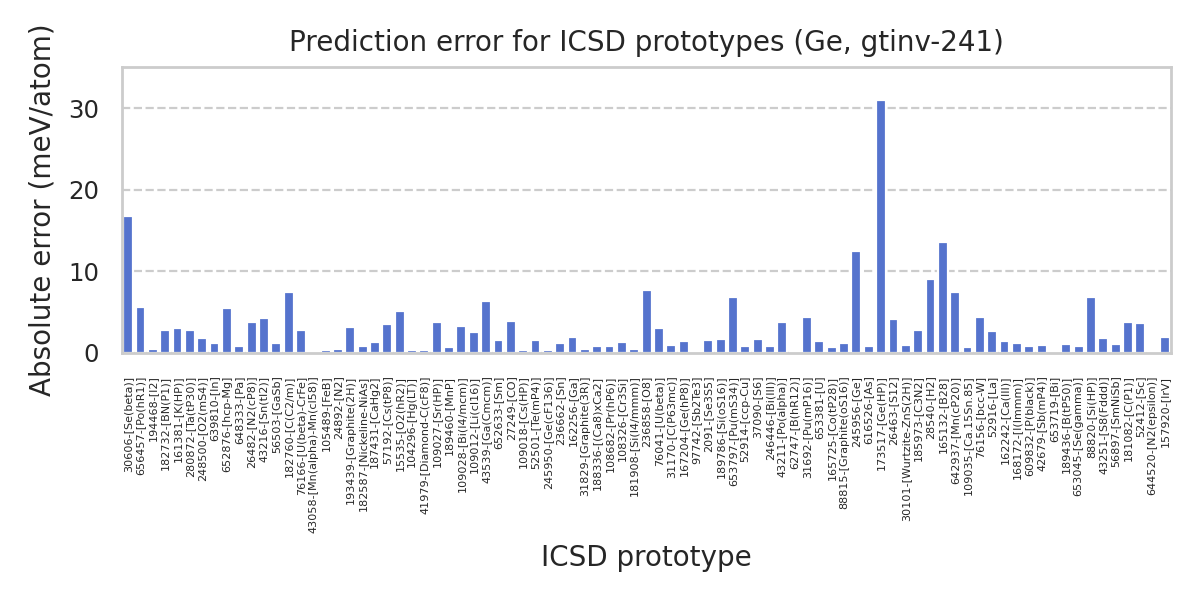 Prediction error for ICSD prototypes (Ge, gtinv-241)
Absolute error (meV/atom)
30
20
10
0
30606-[Se(beta)]
656457-[Po(hR1)]
194468-[I2]
182732-[BN(P1)]
161381-[K(HP)]
280872-[Ta(tP30)]
248500-[O2(mS4)]
639810-[In]
652876-[hcp-Mg]
648333-[Pa]
26482-[N2(cP8)]
43216-[Sn(tI2)]
56503-[GaSb]
182760-[C(C2/m)]
76166-[U(beta)-CrFe]
43058-[Mn(alpha)-Mn(cI58)]
105489-[FeB]
24892-[N2]
193439-[Graphite(2H)]
182587-[Nickeline-NiAs]
187431-[CaHg2]
57192-[Cs(tP8)]
15535-[O2(hR2)]
104296-[Hg(LT)]
41979-[Diamond-C(cF8)]
109027-[Sr(HP)]
189460-[MnP]
109028-[Bi(I4/mcm)]
109012-[Li(cI16)]
43539-[Ga(Cmcm)]
652633-[Sm]
27249-[CO]
109018-[Cs(HP)]
52501-[Te(mP4)]
245950-[Ge(cF136)]
236662-[Sn]
162256-[Ga]
31829-[Graphite(3R)]
188336-[(Ca8)xCa2]
108682-[Pr(hP6)]
108326-[Cr3Si]
181908-[Si(I4/mmm)]
236858-[O8]
76041-[U(beta)]
31170-[C(P63mc)]
167204-[Ge(hP8)]
97742-[Sb2Te3]
2091-[Se3S5]
189786-[Si(oS16)]
653797-[Pu(mS34)]
52914-[ccp-Cu]
37090-[S6]
246446-[Bi(III)]
43211-[Po(alpha)]
62747-[B(hR12)]
31692-[Pu(mP16)]
653381-[U]
165725-[Co(tP28)]
88815-[Graphite(oS16)]
245956-[Ge]
616526-[As]
173517-[Ge(HP)]
26463-[S12]
30101-[Wurtzite-ZnS(2H)]
185973-[C3N2]
28540-[H2]
165132-[B28]
642937-[Mn(cP20)]
109035-[Ca.15Sn.85]
76156-[bcc-W]
52916-[La]
162242-[Ca(III)]
168172-[I(Immm)]
609832-[P(black)]
42679-[Sb(mP4)]
653719-[Bi]
189436-[B(tP50)]
653045-[Se(gamma)]
88820-[Si(HP)]
43251-[S8(Fddd)]
56897-[SmNiSb]
181082-[C(P1)]
52412-[Sc]
644520-[N2(epsilon)]
157920-[IrV]
ICSD prototype